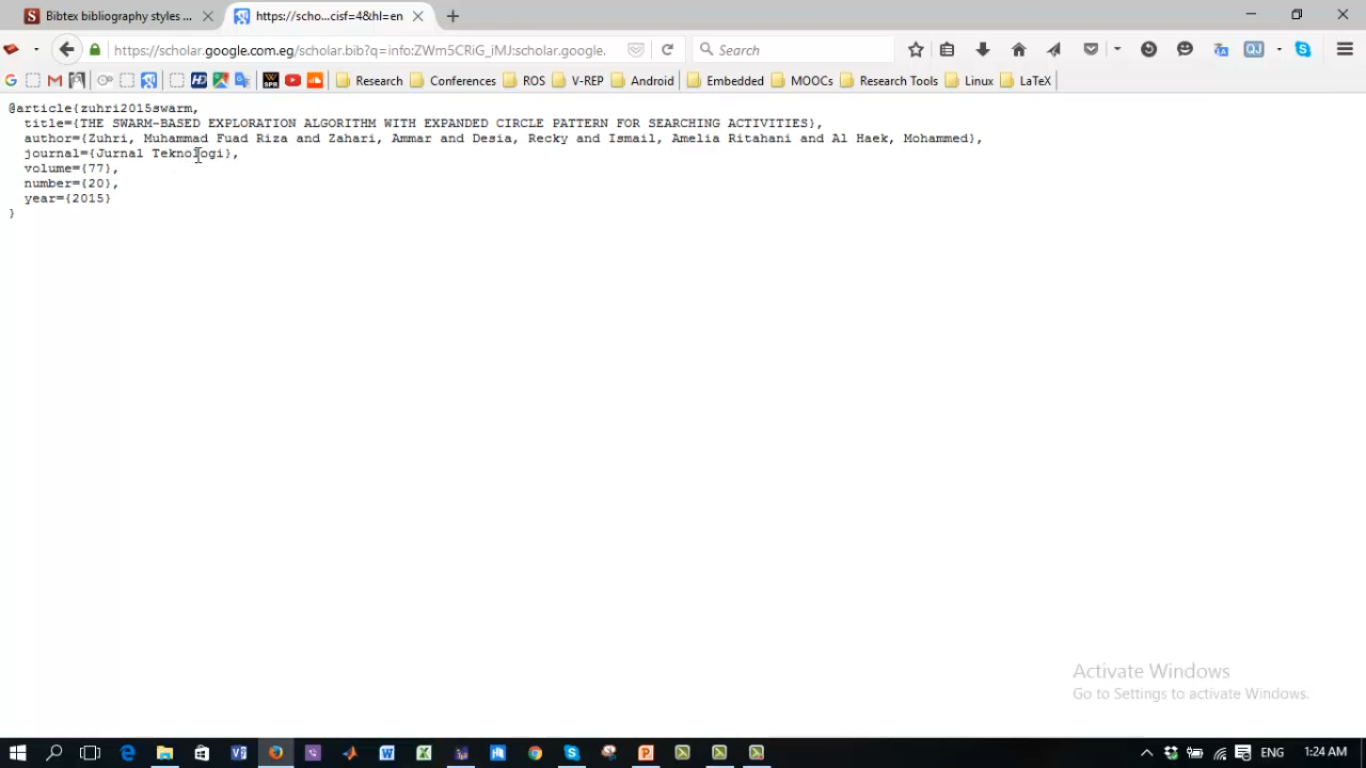 Bibtex bibliography styles ...
https://scho...cisf=4&hl=en
https://scholar.google.com.eg/scholar.bib?q=info:ZWm5CRiG_iMJ:scholar.google.
Search
Research
Conferences
ROS
V-REP
Android
Embedded
MOOCs
Research Tools
Linux
LaTeX
@article{zuhri2015swarm,
title={THE SWARM-BASED EXPLORATION ALGORITHM WITH EXPANDED CIRCLE PATTERN FOR SEARCHING ACTIVITIES},
author={Zuhri, Muhammad Fuad Riza and Zahari, Ammar and Desia, Recky and Ismail, Amelia Ritahani and Al Haek, Mohammed},
journal={Jurnal Teknologi},
volume={77},
number={20},
year={2015}
}
Activate Windows
Go to Settings to activate Windows.
ENG
1:24 AM